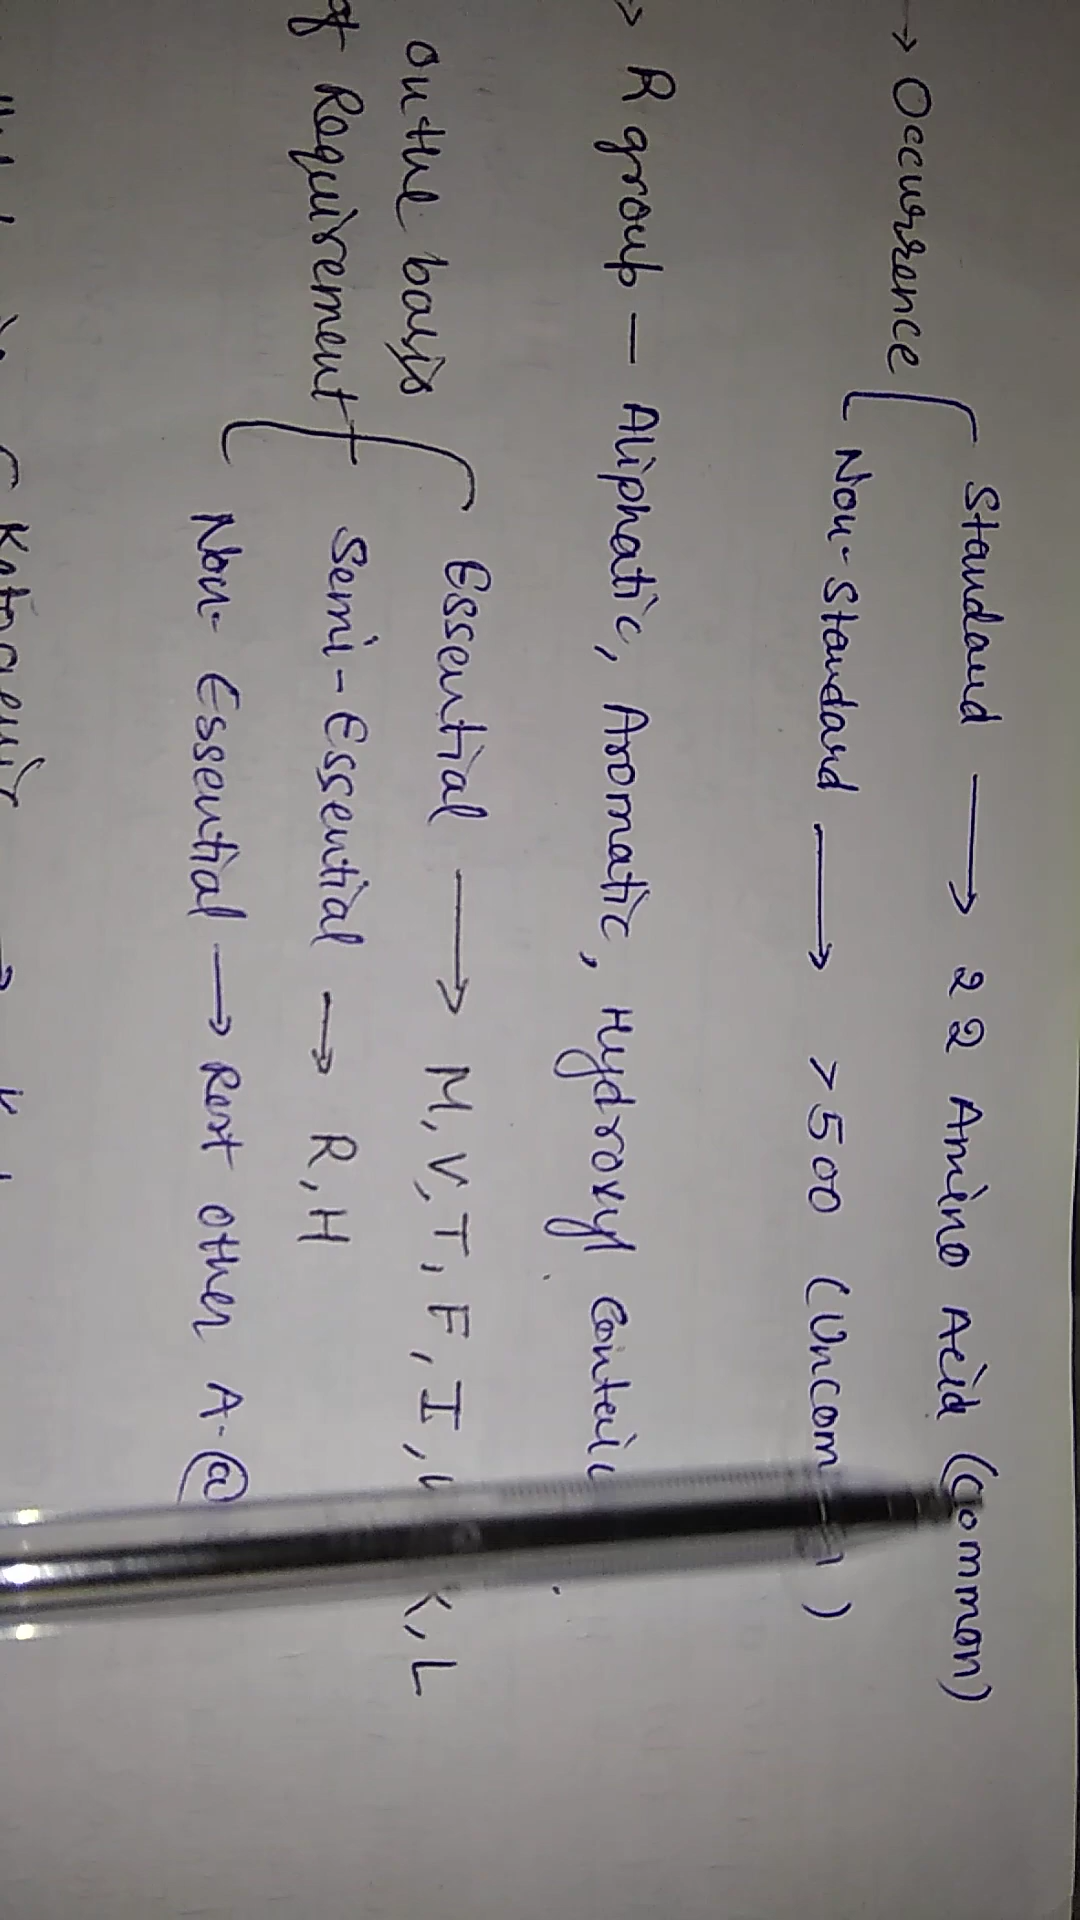 → Occurrence
Standard → 22 Amino Acid (Common)
Non-Standard → >500 (Uncom )
> R group — Aliphatic, Aromatic, Hydroxyl
on the basis
of Requirement
Essential → M, V, T, F, I, K, L
Semi-Essential → R, H
Non-Essential → Rest other A.